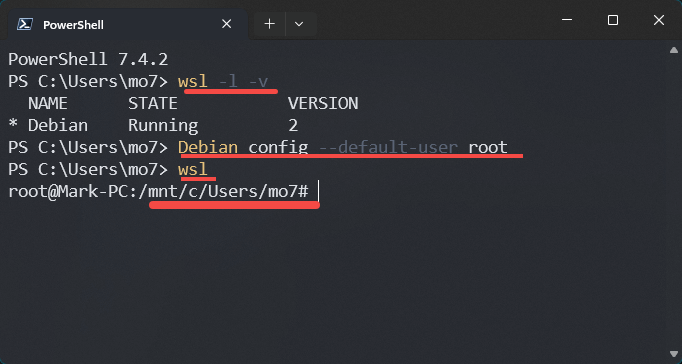 PowerShell
PowerShell 7.4.2
PS C:\Users\mo7> wsl -l -v
  NAME      STATE           VERSION
* Debian    Running         2
PS C:\Users\mo7> Debian config --default-user root
PS C:\Users\mo7> wsl
root@Mark-PC:/mnt/c/Users/mo7#